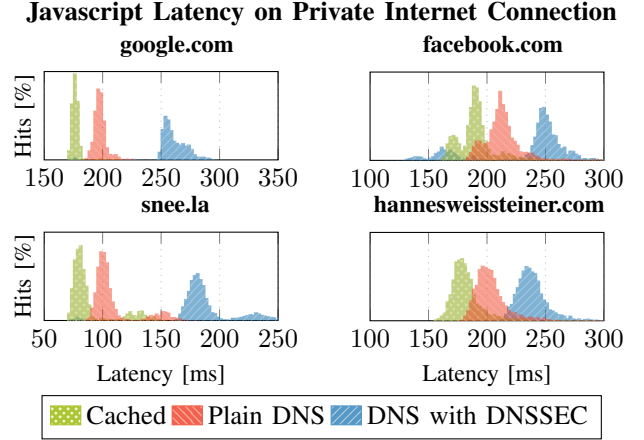 Javascript Latency on Private Internet Connection
google.com facebook.com
Hits [%]
150 200 250 300 350 100 150 200 250 300
snee.la hannesweissteiner.com
Hits [%]
50 100 150 200 250 100 150 200 250 300
Latency [ms] Latency [ms]
Cached Plain DNS DNS with DNSSEC